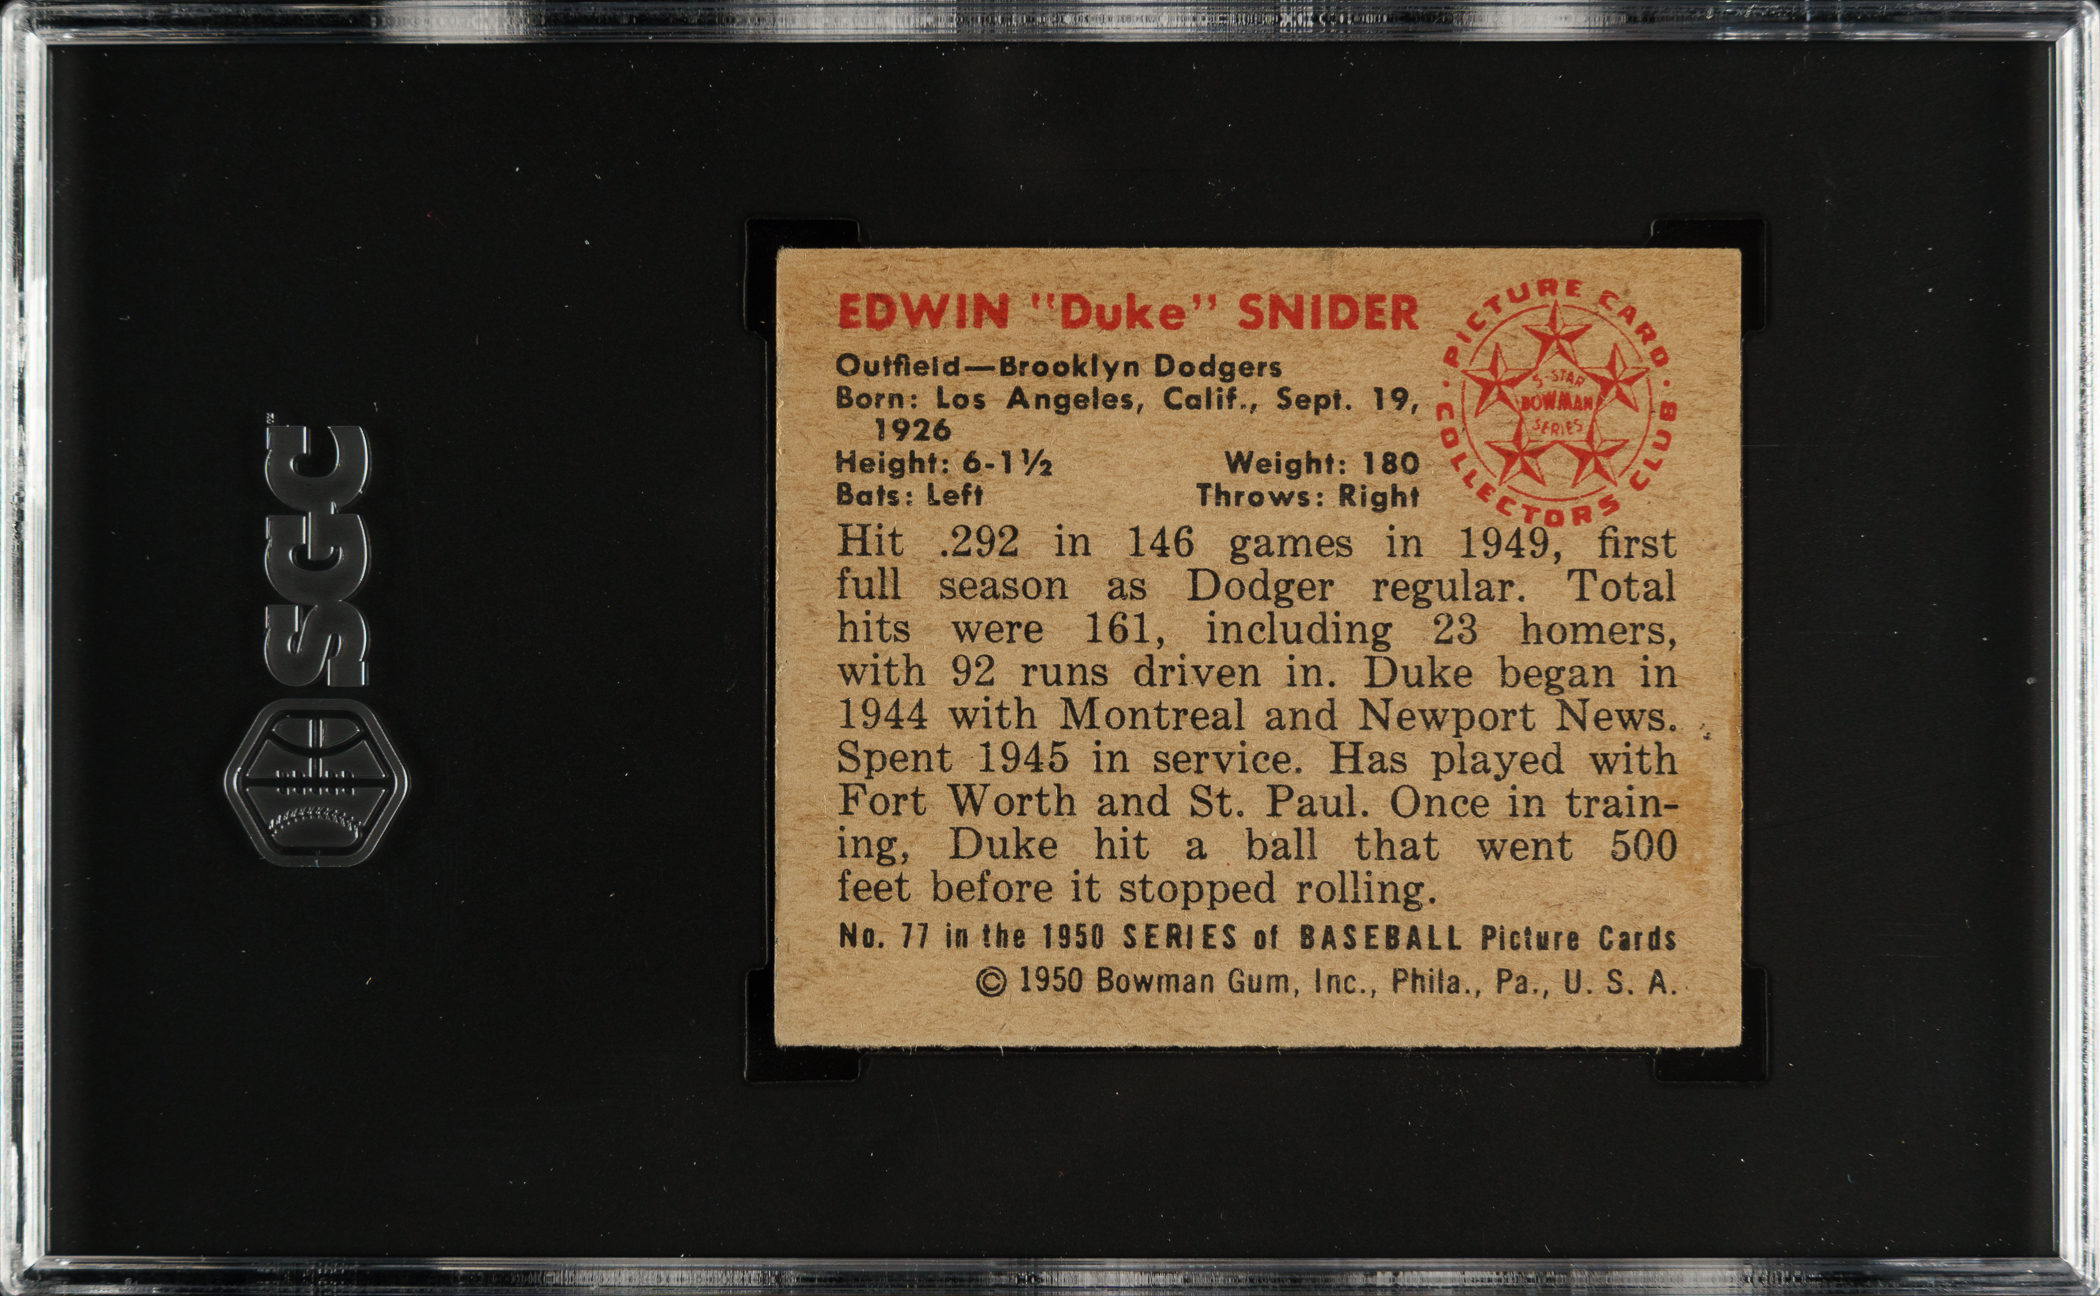 SGC
EDWIN "Duke" SNIDER
Outfield—Brooklyn Dodgers
Born: Los Angeles, Calif., Sept. 19,
1926
Height: 6-1½ Weight: 180
Bats: Left Throws: Right
PICTURE CARD
COLLECTORS CLUB
5-STAR
BOWMAN
SERIES
Hit .292 in 146 games in 1949, first
full season as Dodger regular. Total
hits were 161, including 23 homers,
with 92 runs driven in. Duke began in
1944 with Montreal and Newport News.
Spent 1945 in service. Has played with
Fort Worth and St. Paul. Once in train-
ing, Duke hit a ball that went 500
feet before it stopped rolling.
No. 77 in the 1950 SERIES of BASEBALL Picture Cards
© 1950 Bowman Gum, Inc., Phila., Pa., U. S. A.